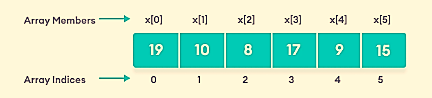 Array Members x[0] x[1] x[2] x[3] x[4] x[5]
19 10 8 17 9 15
Array Indices 0 1 2 3 4 5